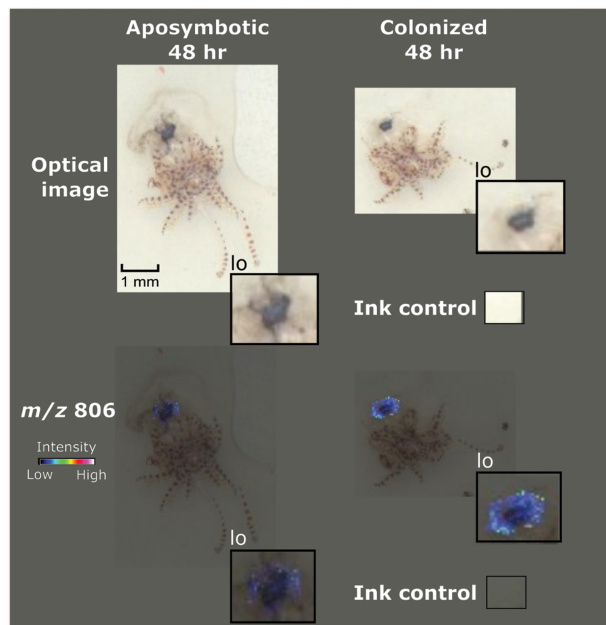 Aposymbotic
48 hr
Colonized
48 hr
Optical
image
1 mm
lo
lo
Ink control
m/z 806
Intensity
Low High
lo
lo
Ink control